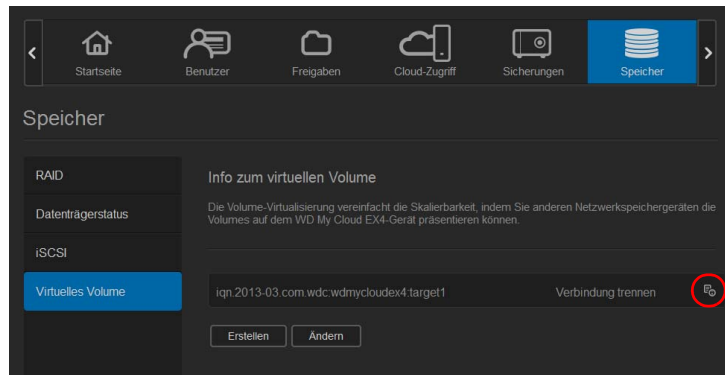 Startseite
Benutzer
Freigaben
Cloud-Zugriff
Sicherungen
Speicher
Speicher
RAID
Datenträgerstatus
iSCSI
Virtuelles Volume
Info zum virtuellen Volume
Die Volume-Virtualisierung vereinfacht die Skalierbarkeit, indem Sie anderen Netzwerkspeichergeräten die
Volumes auf dem WD My Cloud EX4-Gerät präsentieren können.
iqn.2013-03.com.wdc:wdmycloudex4:target1
Verbindung trennen
Erstellen
Ändern